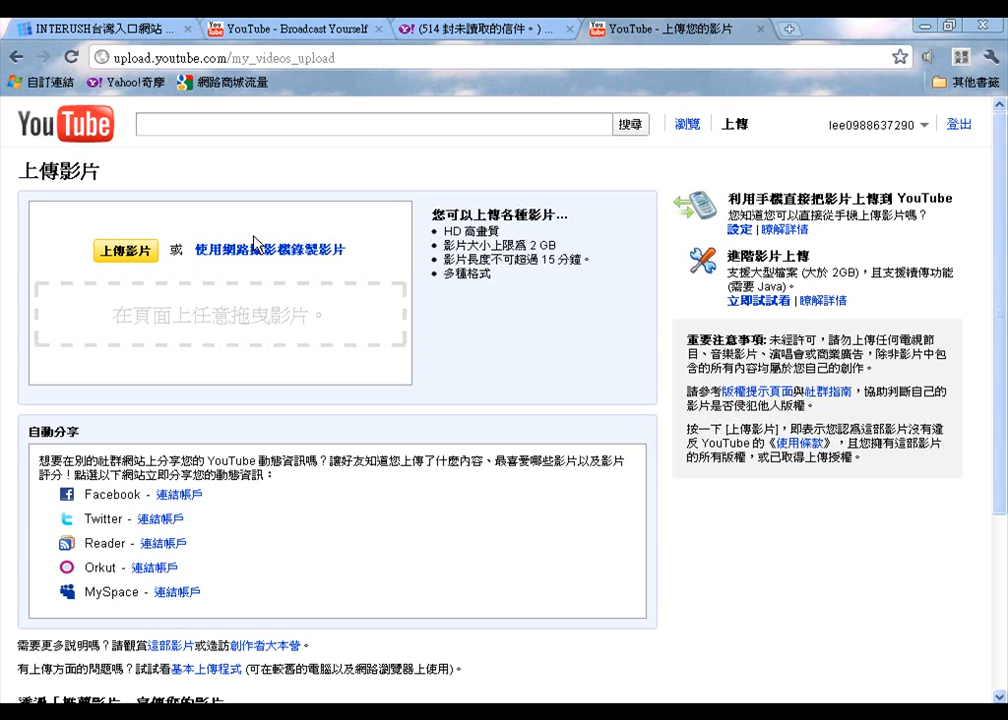 INTERUSH台灣入口網站 ...
YouTube - Broadcast Yourself
(514 封未讀取的信件。) ...
YouTube - 上傳您的影片
upload.youtube.com/my_videos_upload
自訂連結 Yahoo!奇摩 網路商城流量 其他書籤
YouTube 搜尋 瀏覽 上傳 lee0988637290 登出
上傳影片
上傳影片 或 使用網路攝影機錄製影片
在頁面上任意拖曳影片。
您可以上傳各種影片...
HD 高畫質
影片大小上限為 2 GB
影片長度不可超過 15 分鐘。
多種格式
利用手機直接把影片上傳到 YouTube
您知道您可以直接從手機上傳影片嗎？
設定 | 瞭解詳情
進階影片上傳
支援大型檔案 (大於 2GB)，且支援續傳功能
(需要 Java)。
立即試試看 | 瞭解詳情
重要注意事項: 未經許可，請勿上傳任何電視節
目、音樂影片、演唱會或商業廣告，除非影片中包
含的所有內容均屬於您自己的創作。
請參考版權提示頁面與社群指南，協助判斷自己的
影片是否侵犯他人版權。
按一下 [上傳影片]，即表示您認為這部影片沒有違
反 YouTube 的《使用條款》，且您擁有這部影片
的所有版權，或已取得上傳授權。
自動分享
想要在別的社群網站上分享您的 YouTube 動態資訊嗎？讓好友知道您上傳了什麼內容、最喜愛哪些影片以及影片
評分！點選以下網站立即分享您的動態資訊：
Facebook - 連結帳戶
Twitter - 連結帳戶
Reader - 連結帳戶
Orkut - 連結帳戶
MySpace - 連結帳戶
需要更多說明嗎？請觀賞這部影片或造訪創作者大本營。
有上傳方面的問題嗎？試試看基本上傳程式 (可在較舊的電腦以及網路瀏覽器上使用)。
透過「推薦影片」宣傳您的影片